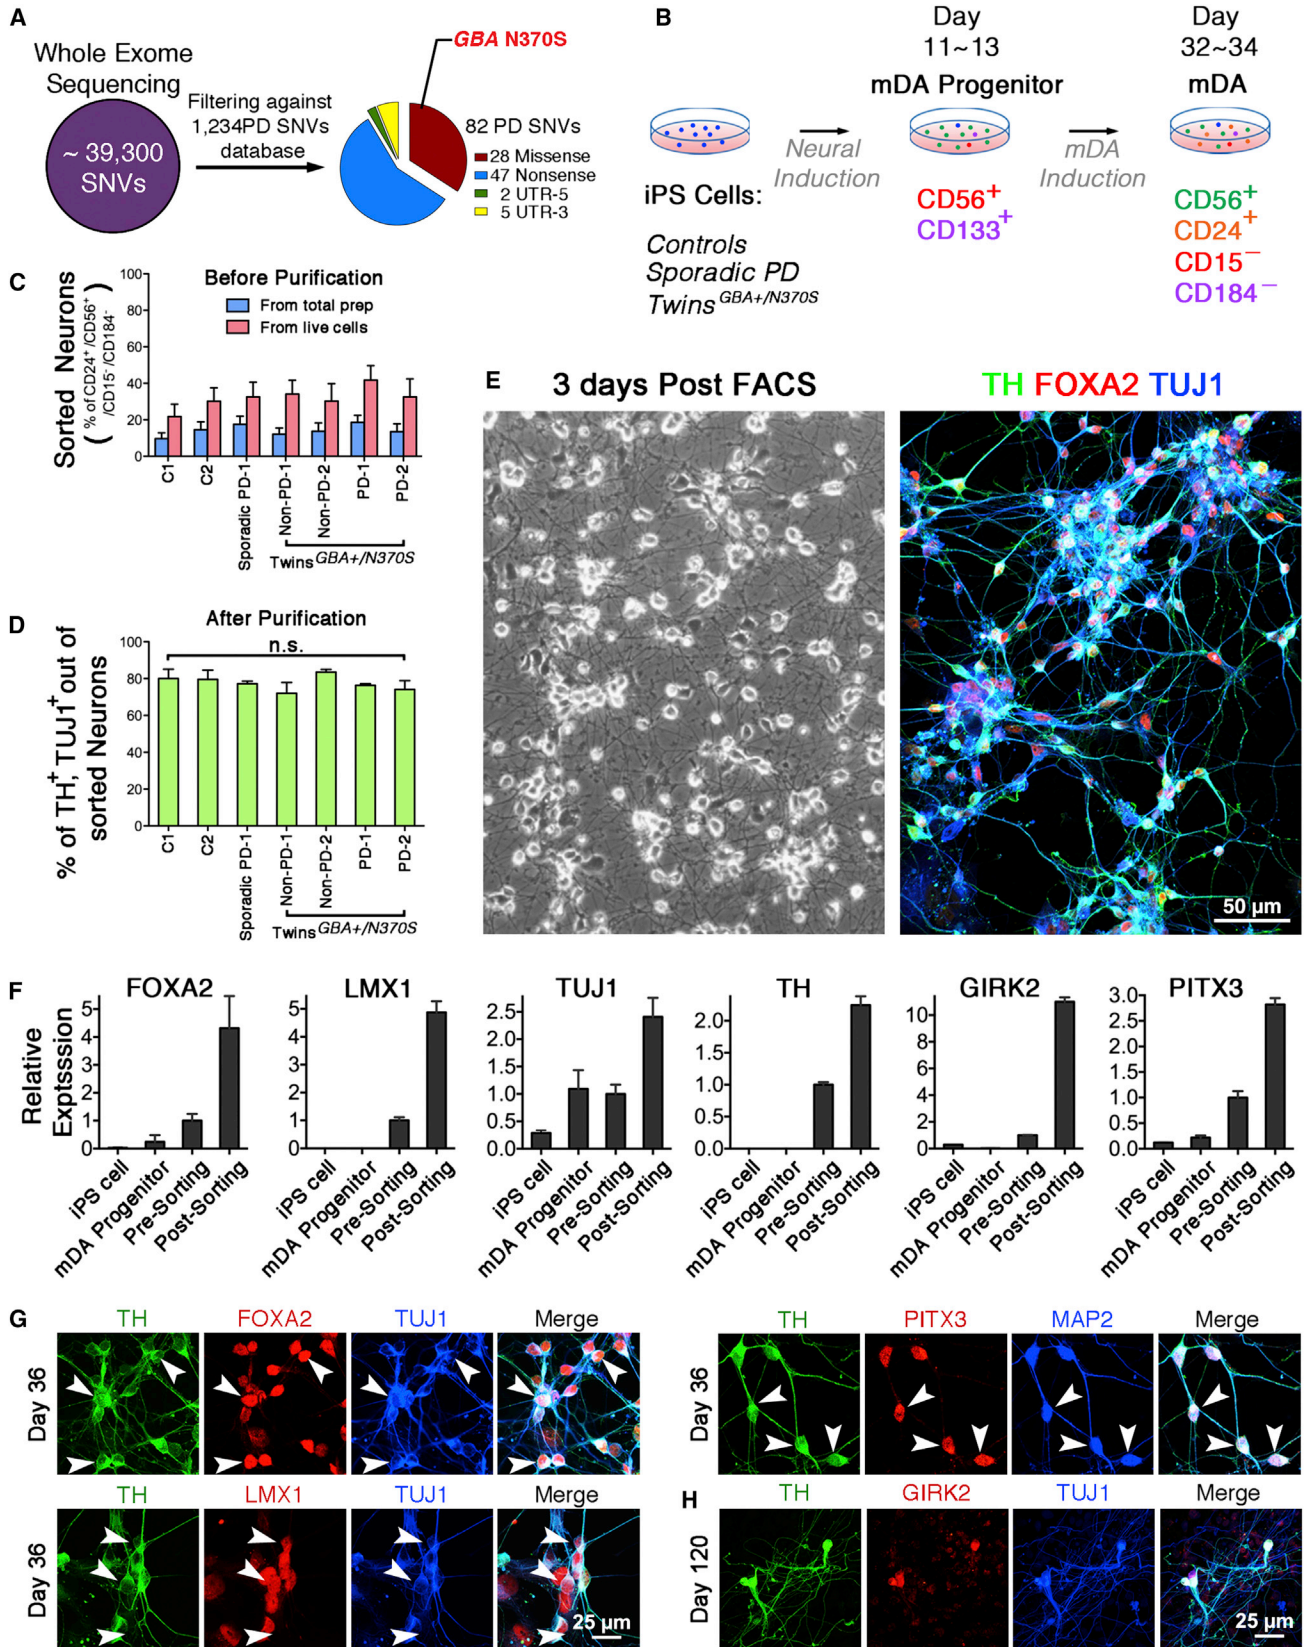 A
Whole Exome
Sequencing
~ 39,300
SNVs
Filtering against
1,234PD SNVs
database
GBA N370S
82 PD SNVs
28 Missense
47 Nonsense
2 UTR-5
5 UTR-3
B
Day
11~13
mDA Progenitor
Day
32~34
mDA
Neural
Induction
mDA
Induction
iPS Cells:
Controls
Sporadic PD
Twins GBA+/N370S
CD56+
CD133+
CD56+
CD24+
CD15−
CD184−
C
Before Purification
From total prep
From live cells
Sorted Neurons
( % of CD24+ /CD56+
/CD15- /CD184- )
100
80
60
40
20
0
C1
C2
Sporadic PD-1
Non-PD-1
Non-PD-2
PD-1
PD-2
Twins GBA+/N370S
D
After Purification
n.s.
% of TH+, TUJ1+ out of
sorted Neurons
100
80
60
40
20
0
C1
C2
Sporadic PD-1
Non-PD-1
Non-PD-2
PD-1
PD-2
Twins GBA+/N370S
E
3 days Post FACS
TH FOXA2 TUJ1
50 µm
F
Relative
Exptsssion
FOXA2
5
4
3
2
1
0
iPS cell
mDA Progenitor
Pre-Sorting
Post-Sorting
LMX1
5
4
3
2
1
0
iPS cell
mDA Progenitor
Pre-Sorting
Post-Sorting
TUJ1
2.5
2.0
1.5
1.0
0.5
0.0
iPS cell
mDA Progenitor
Pre-Sorting
Post-Sorting
TH
2.0
1.5
1.0
0.5
0.0
iPS cell
mDA Progenitor
Pre-Sorting
Post-Sorting
GIRK2
10
8
6
4
2
0
iPS cell
mDA Progenitor
Pre-Sorting
Post-Sorting
PITX3
3.0
2.5
2.0
1.5
1.0
0.5
0.0
iPS cell
mDA Progenitor
Pre-Sorting
Post-Sorting
G
TH FOXA2 TUJ1 Merge
Day 36
TH LMX1 TUJ1 Merge
Day 36
25 µm
TH PITX3 MAP2 Merge
Day 36
H
TH GIRK2 TUJ1 Merge
Day 120
25 µm